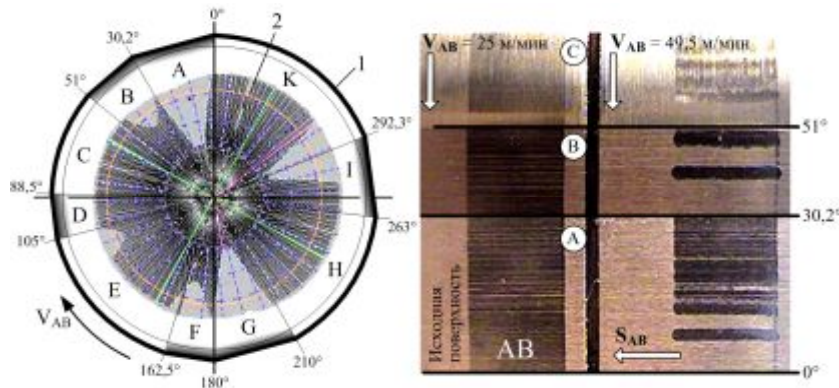 0°
2
30,2°
1
51°
A
K
B
292,3°
C
I
88,5°
D
263°
105°
E
H
V_AB
F
G
162,5°
210°
180°
V_AB = 25 м/мин
C
V_AB = 49,5 м/мин
51°
B
30,2°
A
Исходная
поверхность
AB
S_AB
0°